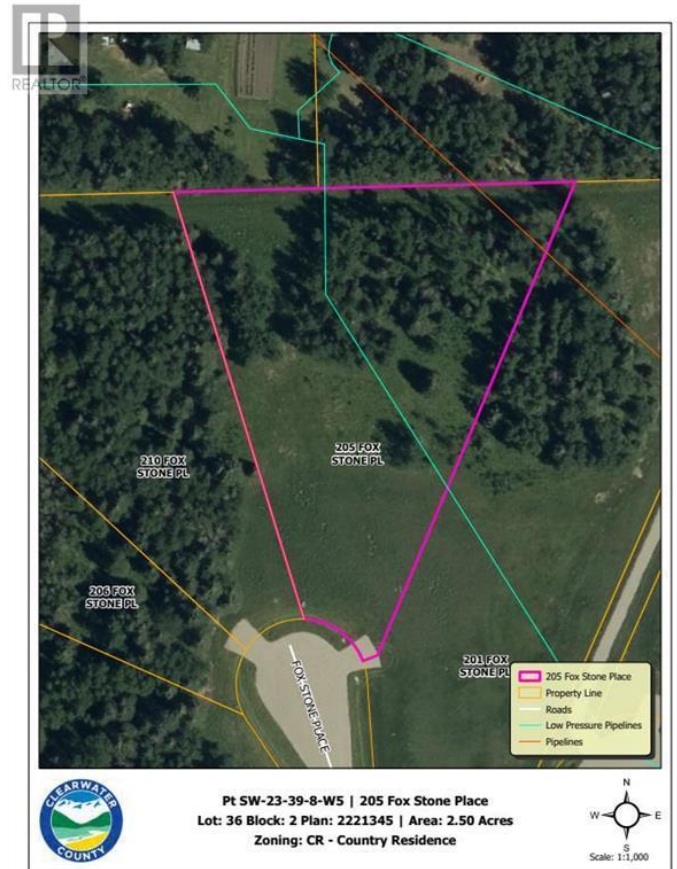 REALTOR
210 FOX
STONE PL
205 FOX
STONE PL
206 FOX
STONE PL
201 FOX
STONE PL
FOX STONE PLACE
205 Fox Stone Place
Property Line
Roads
Low Pressure Pipelines
Pipelines
CLEARWATER
COUNTY
Pt SW-23-39-8-W5 | 205 Fox Stone Place
Lot: 36 Block: 2 Plan: 2221345 | Area: 2.50 Acres
Zoning: CR - Country Residence
N
W
E
S
Scale: 1:1,000